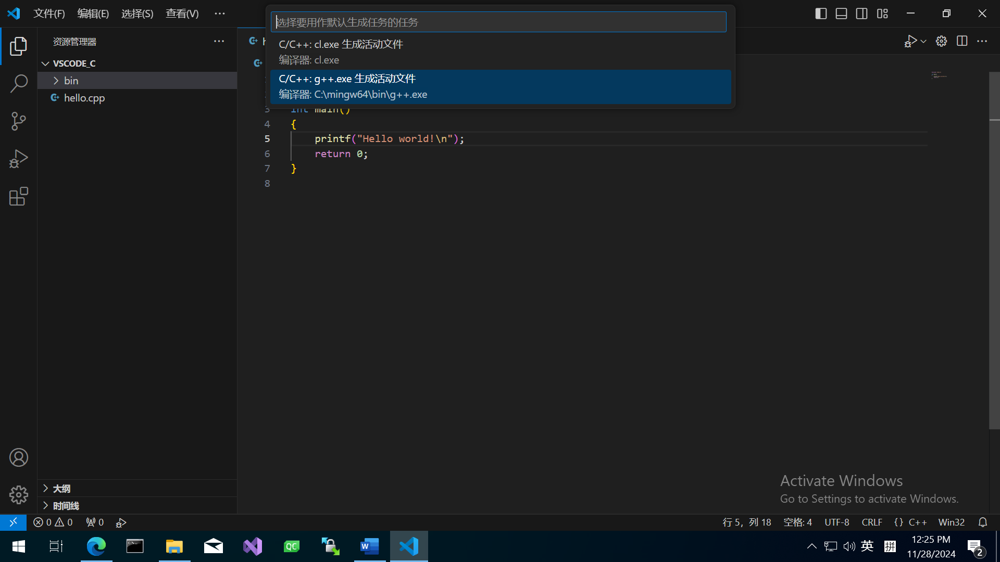 文件(F) 编辑(E) 选择(S) 查看(V) ···
选择要用作默认生成任务的任务
C/C++: cl.exe 生成活动文件
编译器: cl.exe
C/C++: g++.exe 生成活动文件
编译器: C:\mingw64\bin\g++.exe
资源管理器
VSCODE_C
bin
hello.cpp
3 int main()
4 {
5 printf("Hello world!\n");
6 return 0;
7 }
8
大纲
时间线
Activate Windows
Go to Settings to activate Windows.
0 0 0
行 5，列 18 空格: 4 UTF-8 CRLF {} C++ Win32
英 拼
12:25 PM
11/28/2024
2